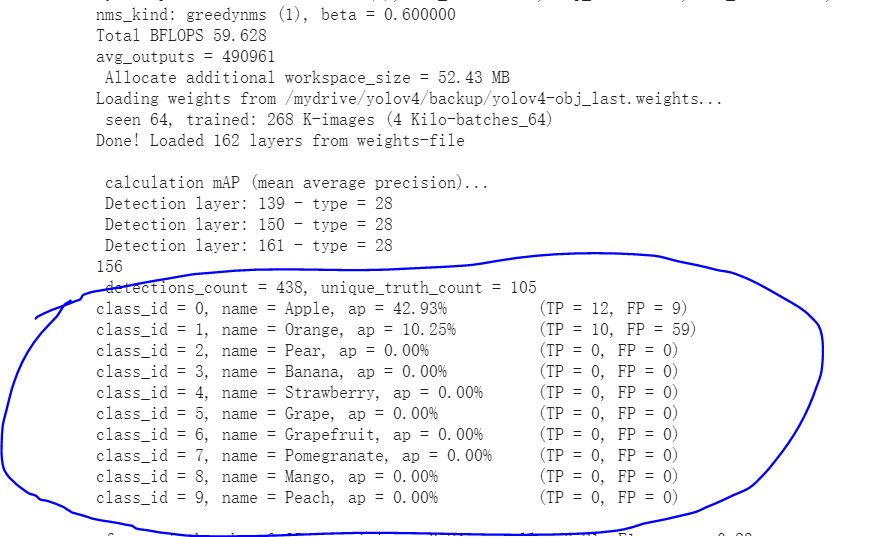 nms_kind: greedynms (1), beta = 0.600000
Total BFLOPS 59.628
avg_outputs = 490961
Allocate additional workspace_size = 52.43 MB
Loading weights from /mydrive/yolov4/backup/yolov4-obj_last.weights...
seen 64, trained: 268 K-images (4 Kilo-batches_64)
Done! Loaded 162 layers from weights-file
calculation mAP (mean average precision)...
Detection layer: 139 - type = 28
Detection layer: 150 - type = 28
Detection layer: 161 - type = 28
156
detections_count = 438, unique_truth_count = 105
class_id = 0, name = Apple, ap = 42.93% (TP = 12, FP = 9)
class_id = 1, name = Orange, ap = 10.25% (TP = 10, FP = 59)
class_id = 2, name = Pear, ap = 0.00% (TP = 0, FP = 0)
class_id = 3, name = Banana, ap = 0.00% (TP = 0, FP = 0)
class_id = 4, name = Strawberry, ap = 0.00% (TP = 0, FP = 0)
class_id = 5, name = Grape, ap = 0.00% (TP = 0, FP = 0)
class_id = 6, name = Grapefruit, ap = 0.00% (TP = 0, FP = 0)
class_id = 7, name = Pomegranate, ap = 0.00% (TP = 0, FP = 0)
class_id = 8, name = Mango, ap = 0.00% (TP = 0, FP = 0)
class_id = 9, name = Peach, ap = 0.00% (TP = 0, FP = 0)